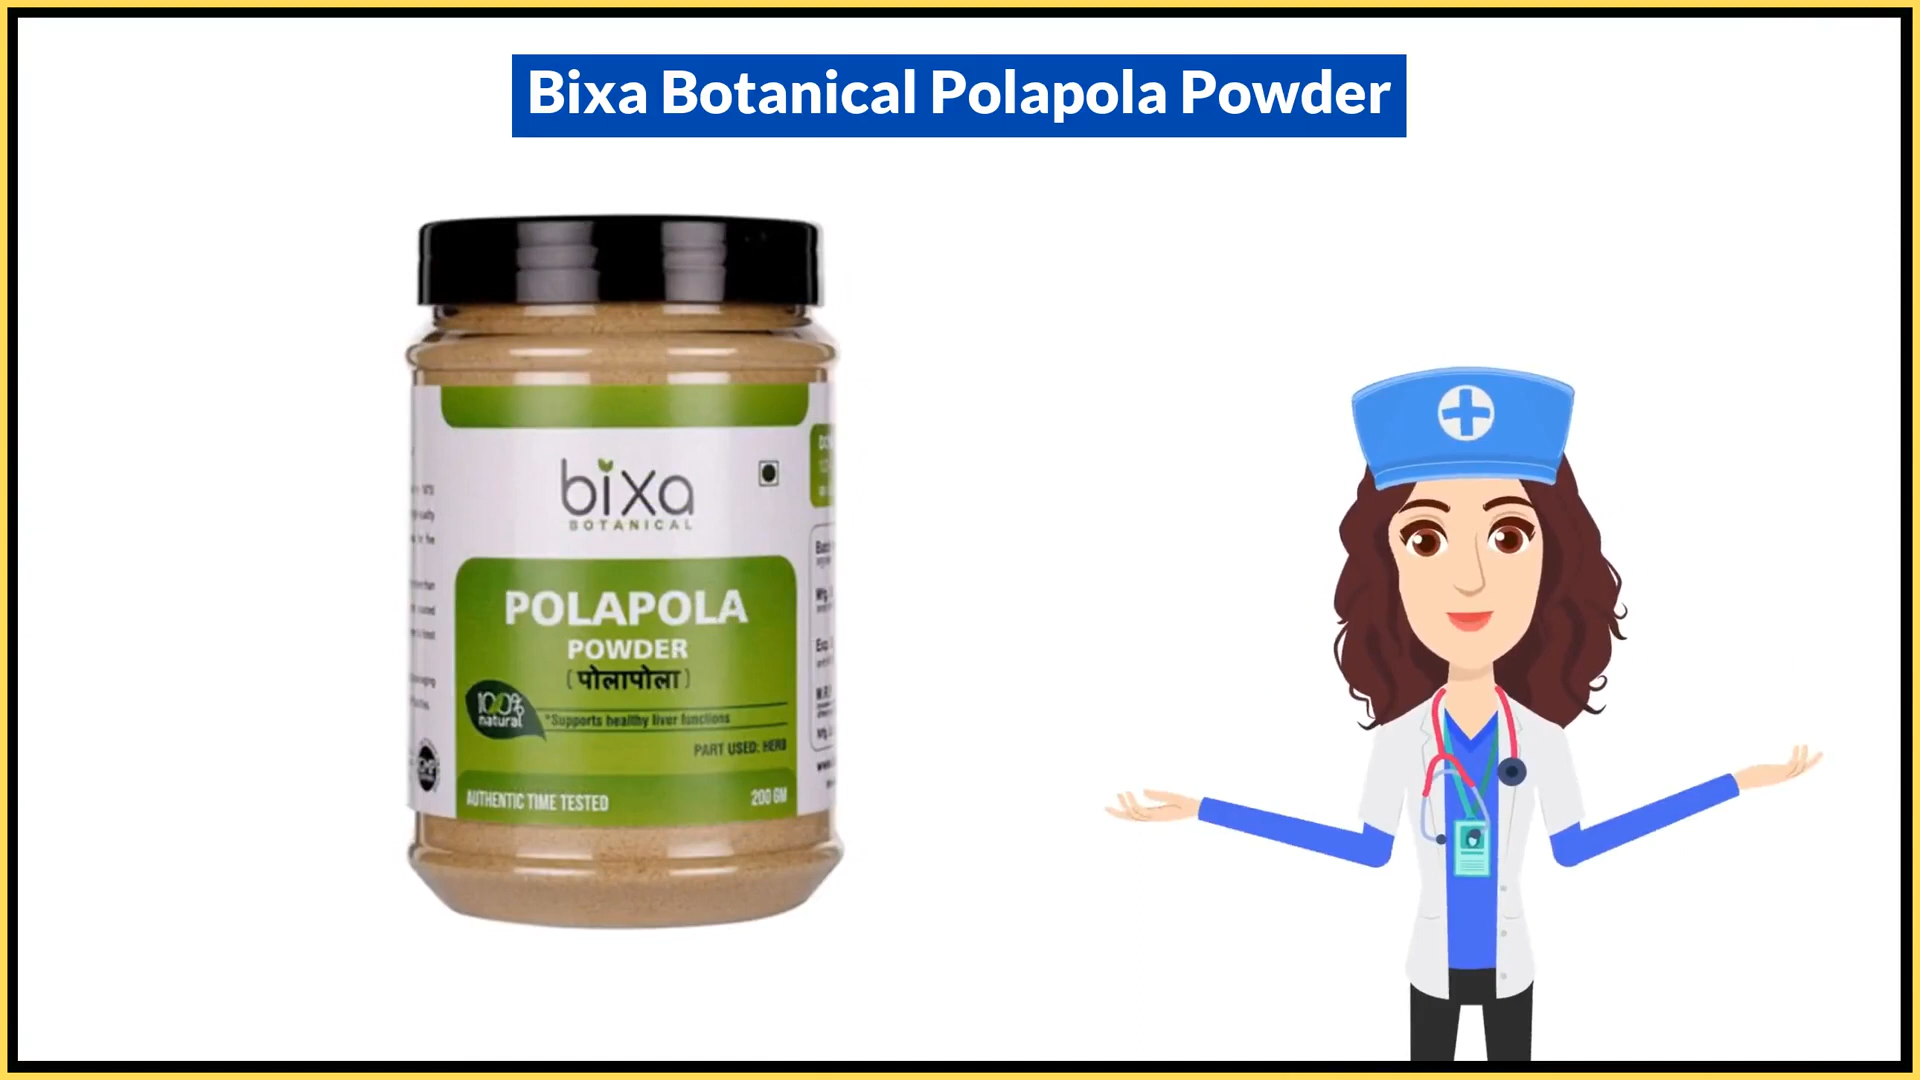 Bixa Botanical Polapola Powder
bixa
BOTANICAL
POLAPOLA
POWDER
(पोलापोला)
100%
natural
*Supports healthy liver functions
PART USED: HERB
AUTHENTIC TIME TESTED
200 GM